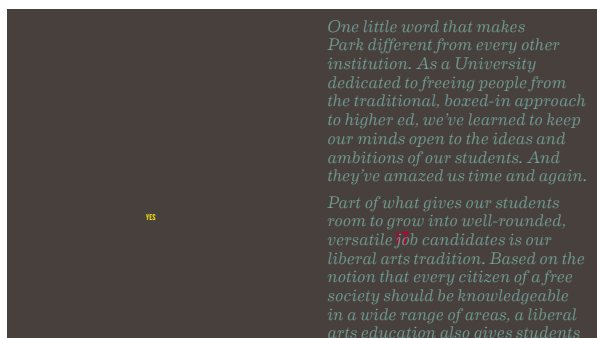 YES
One little word that makes
Park different from every other
institution. As a University
dedicated to freeing people from
the traditional, boxed-in approach
to higher ed, we've learned to keep
our minds open to the ideas and
ambitions of our students. And
they've amazed us time and again.
Part of what gives our students
room to grow into well-rounded,
versatile job candidates is our
liberal arts tradition. Based on the
notion that every citizen of a free
society should be knowledgeable
in a wide range of areas, a liberal
arts education also gives students